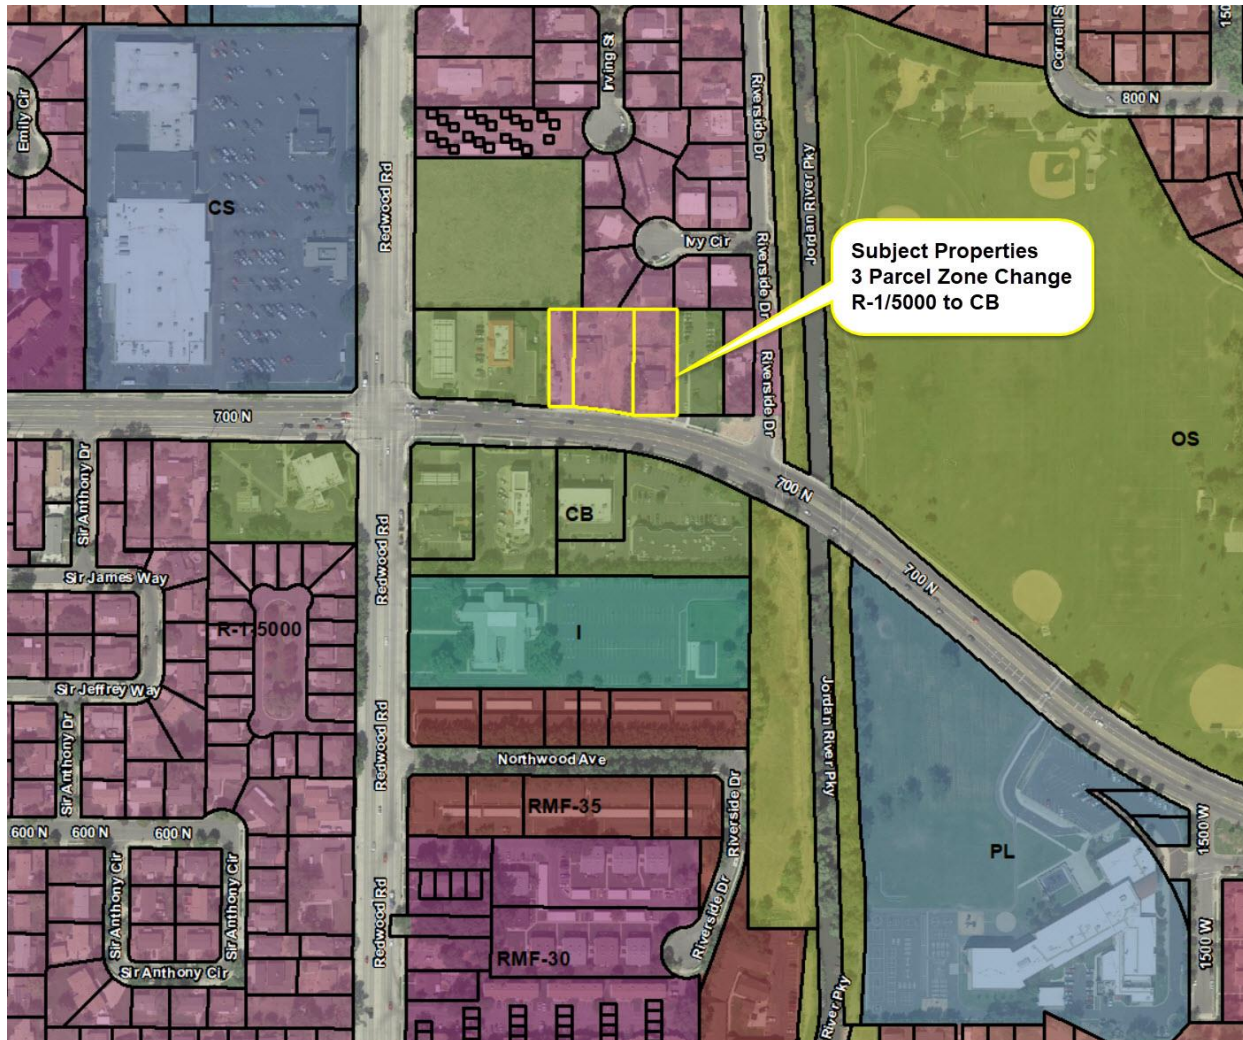 Cornell S
150
800 N
Irving St
Emily Cir
Riverside Dr
Jordan River Pky
Redwood Rd
CS
Ivy Cir
Riverside Dr
Subject Properties
3 Parcel Zone Change
R-1/5000 to CB
Riverside Dr
700 N
OS
Sir Anthony Dr
700 N
CB
Redwood Rd
Sir James Way
700 N
R-1-5000
I
Sir Jeffrey Way
Sir Anthony Dr
Redwood Rd
Jordan River Pky
Northwood Ave
RMF-35
Riverside Dr
600 N
600 N
600 N
1500 W
PL
Sir Anthony Cir
Sir Anthony Cir
Redwood Rd
Riverside Dr
RMF-30
1500 W
Sir Anthony Cir
River Pky